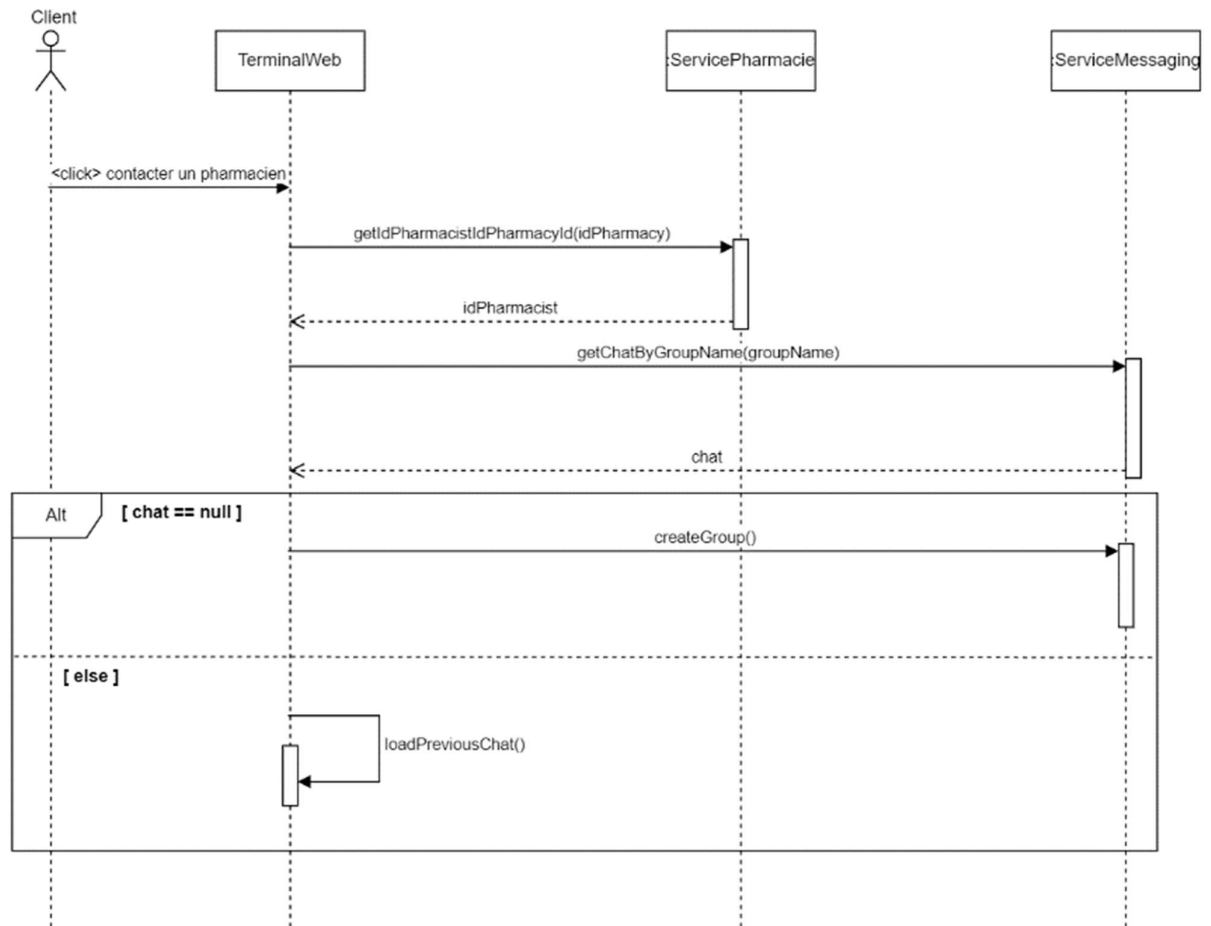 Client
TerminalWeb
:ServicePharmacie
:ServiceMessaging
<click> contacter un pharmacien
getIdPharmacistIdPharmacyId(idPharmacy)
idPharmacist
getChatByGroupName(groupName)
chat
Alt
[ chat == null ]
createGroup()
[ else ]
loadPreviousChat()